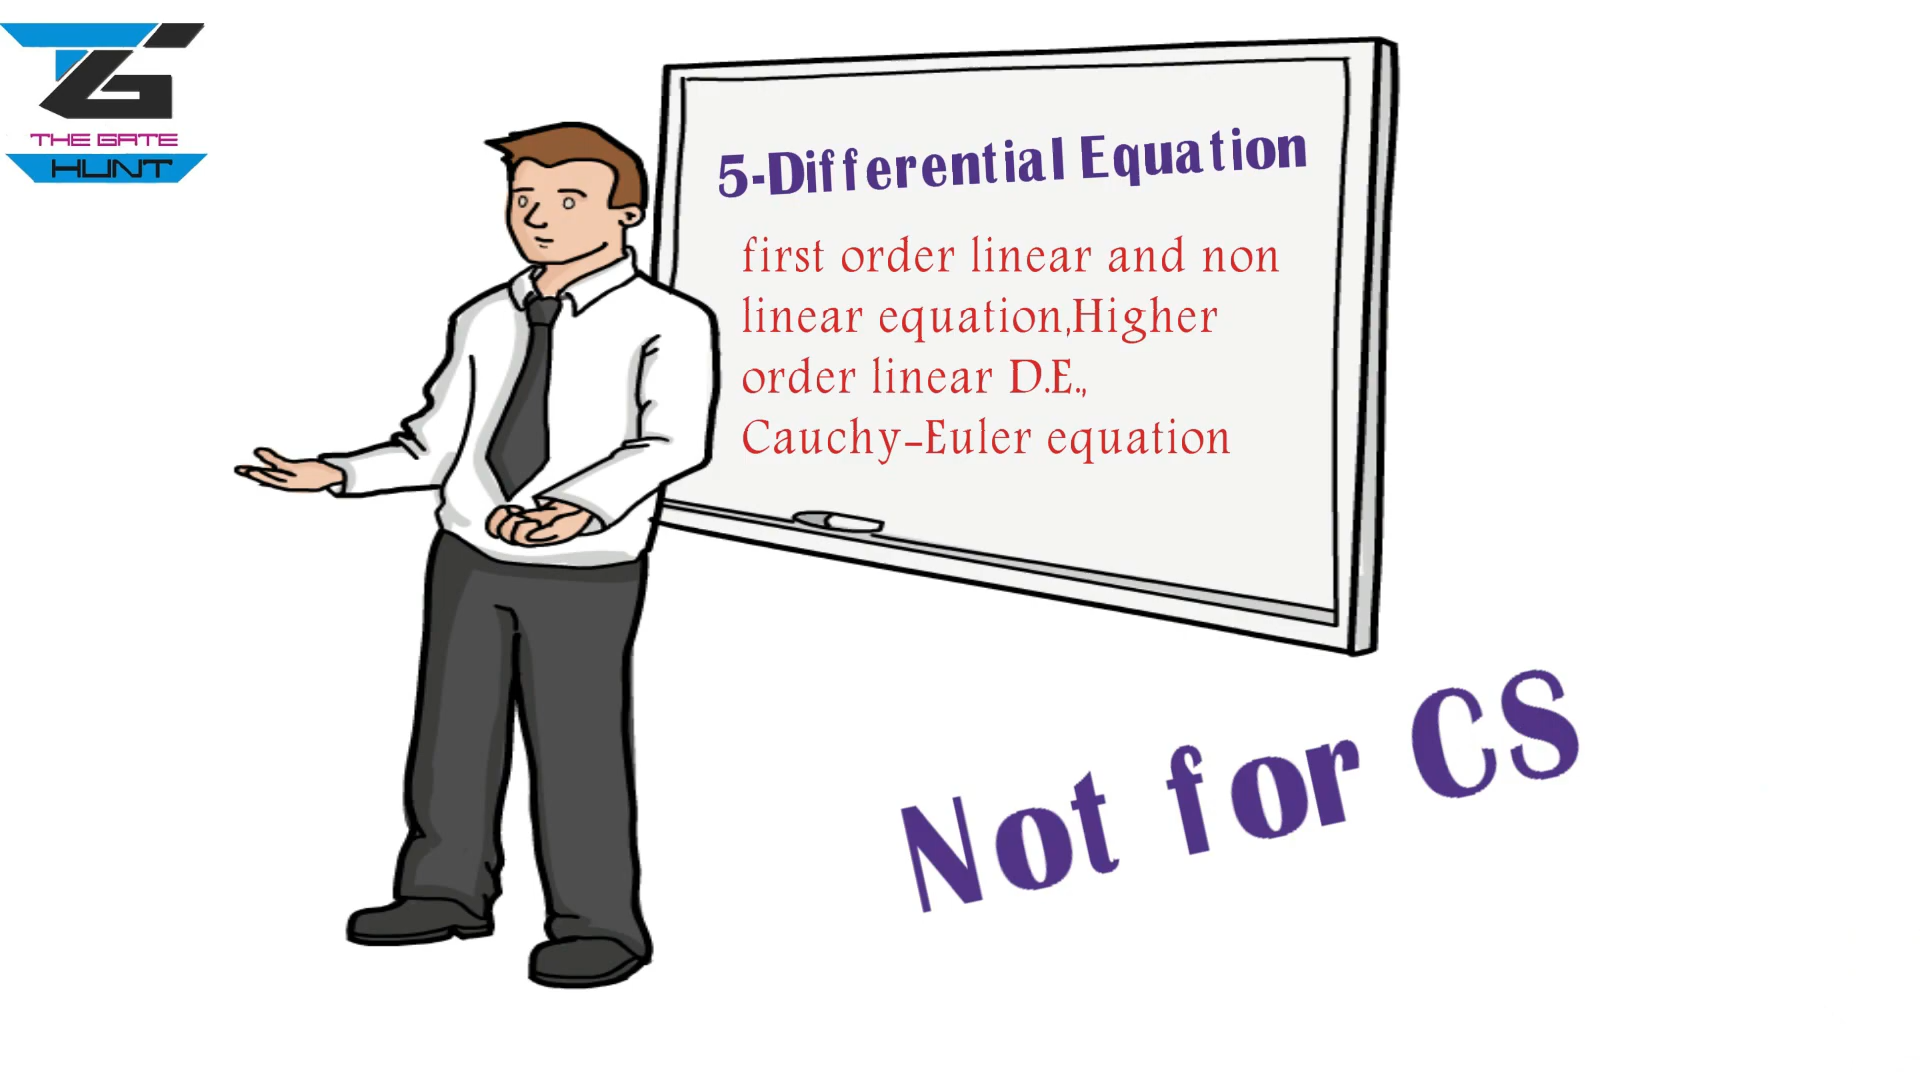 THE GATE
HUNT
5-Differential Equation
first order linear and non
linear equation,Higher
order linear D.E.,
Cauchy-Euler equation
Not for CS